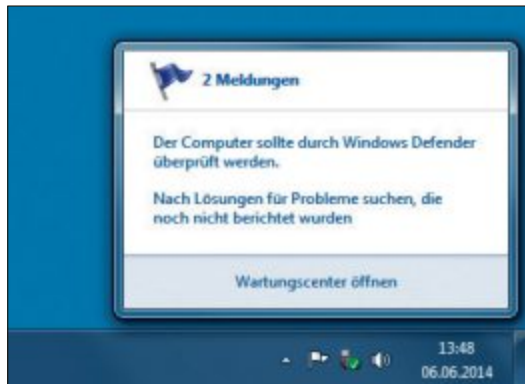 2 Meldungen
Der Computer sollte durch Windows Defender
überprüft werden.
Nach Lösungen für Probleme suchen, die
noch nicht berichtet wurden
Wartungscenter öffnen
13:48
06.06.2014